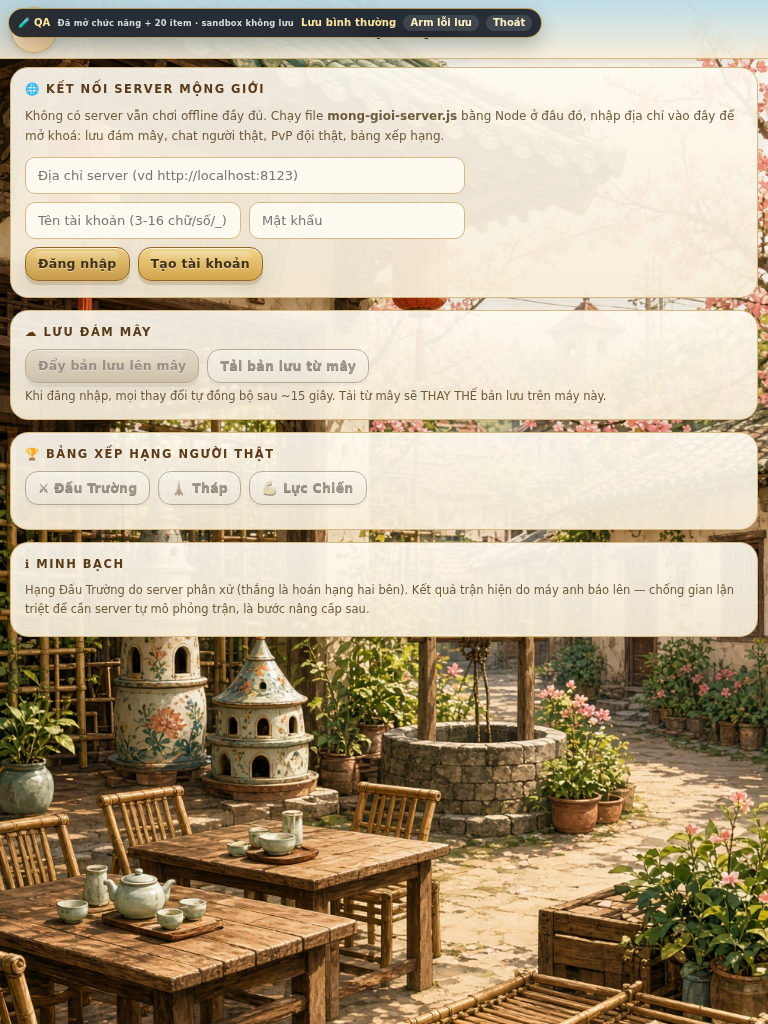 🧪 QA Đã mở chức năng + 20 item · sandbox không lưu Lưu bình thường Arm lỗi lưu Thoát
🌐 KẾT NỐI SERVER MỘNG GIỚI
Không có server vẫn chơi offline đầy đủ. Chạy file mong-gioi-server.js bằng Node ở đâu đó, nhập địa chỉ vào đây để
mở khoá: lưu đám mây, chat người thật, PvP đội thật, bảng xếp hạng.
Địa chỉ server (vd http://localhost:8123)
Tên tài khoản (3-16 chữ/số/_) Mật khẩu
Đăng nhập Tạo tài khoản
☁ LƯU ĐÁM MÂY
Đẩy bản lưu lên mây Tải bản lưu từ mây
Khi đăng nhập, mọi thay đổi tự đồng bộ sau ~15 giây. Tải từ mây sẽ THAY THẾ bản lưu trên máy này.
🏆 BẢNG XẾP HẠNG NGƯỜI THẬT
⚔ Đấu Trường 🗼 Tháp 💪 Lực Chiến
ℹ MINH BẠCH
Hạng Đấu Trường do server phân xử (thắng là hoán hạng hai bên). Kết quả trận hiện do máy anh báo lên — chống gian lận
triệt để cần server tự mô phỏng trận, là bước nâng cấp sau.